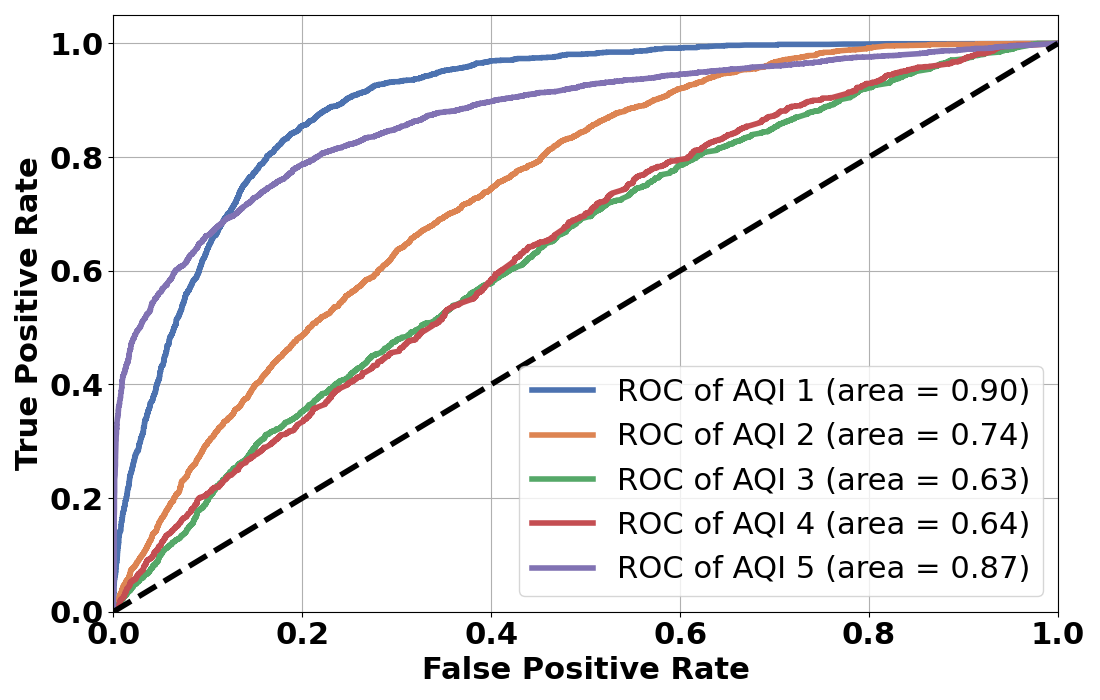 1.0
0.8
0.6
0.4
0.2
0.0
True Positive Rate
ROC of AQI 1 (area = 0.90)
ROC of AQI 2 (area = 0.74)
ROC of AQI 3 (area = 0.63)
ROC of AQI 4 (area = 0.64)
ROC of AQI 5 (area = 0.87)
0.0 0.2 0.4 0.6 0.8 1.0
False Positive Rate